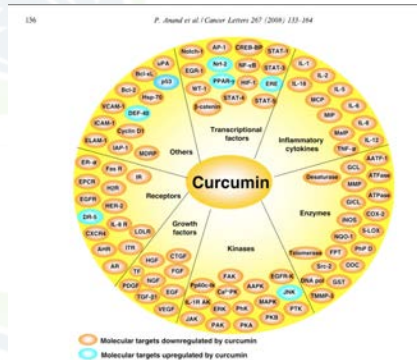 136
P. Anand et al. / Cancer Letters 267 (2008) 133–164
Notch-1
AP-1
CREB-BP
STAT-1
EGR-1
Nrf-2
NF-κB
STAT-3
WT-1
PPAR-γ
HIF-1
ERE
β-catenin
STAT-4
STAT-5
Transcriptional
factors
IL-1
IL-2
IL-18
IL-5
MCP
IL-6
MIP
IL-8
MaIP
IL-12
TNF-α
Inflammatory
cytokines
uPA
Bcl-xL
p53
Bcl-2
Hsp-70
VCAM-1
DEF-40
ICAM-1
Cyclin D1
ELAM-1
IAP-1
MDRP
Others
Curcumin
AATF-1
Desaturase
GCL
ATFase
MMP
ATPase
GCL
COX-2
iNOS
5-LOX
NQO-1
PhP D
Telomerase
FPT
ODC
Src-2
GST
DNA pol
TMMP-3
Enzymes
ER-α
Fas R
IR
EPCR
H2R
EGFR
HER-2
DR-5
IL-8 R
LDLR
CXCR4
ITR
AHR
AR
Receptors
Growth
factors
HGF
CTGF
TF
FGF
NGF
PDGF
EGF
TGF-β1
VEGF
Kinases
FAK
EGFR-K
Pp60c-tk
AAPK
Ca²⁺PK
JNK
IL-1R AK
MAPK
ERK
PhK
PTK
PKB
JAK
PAK
PKA
Molecular targets downregulated by curcumin
Molecular targets upregulated by curcumin